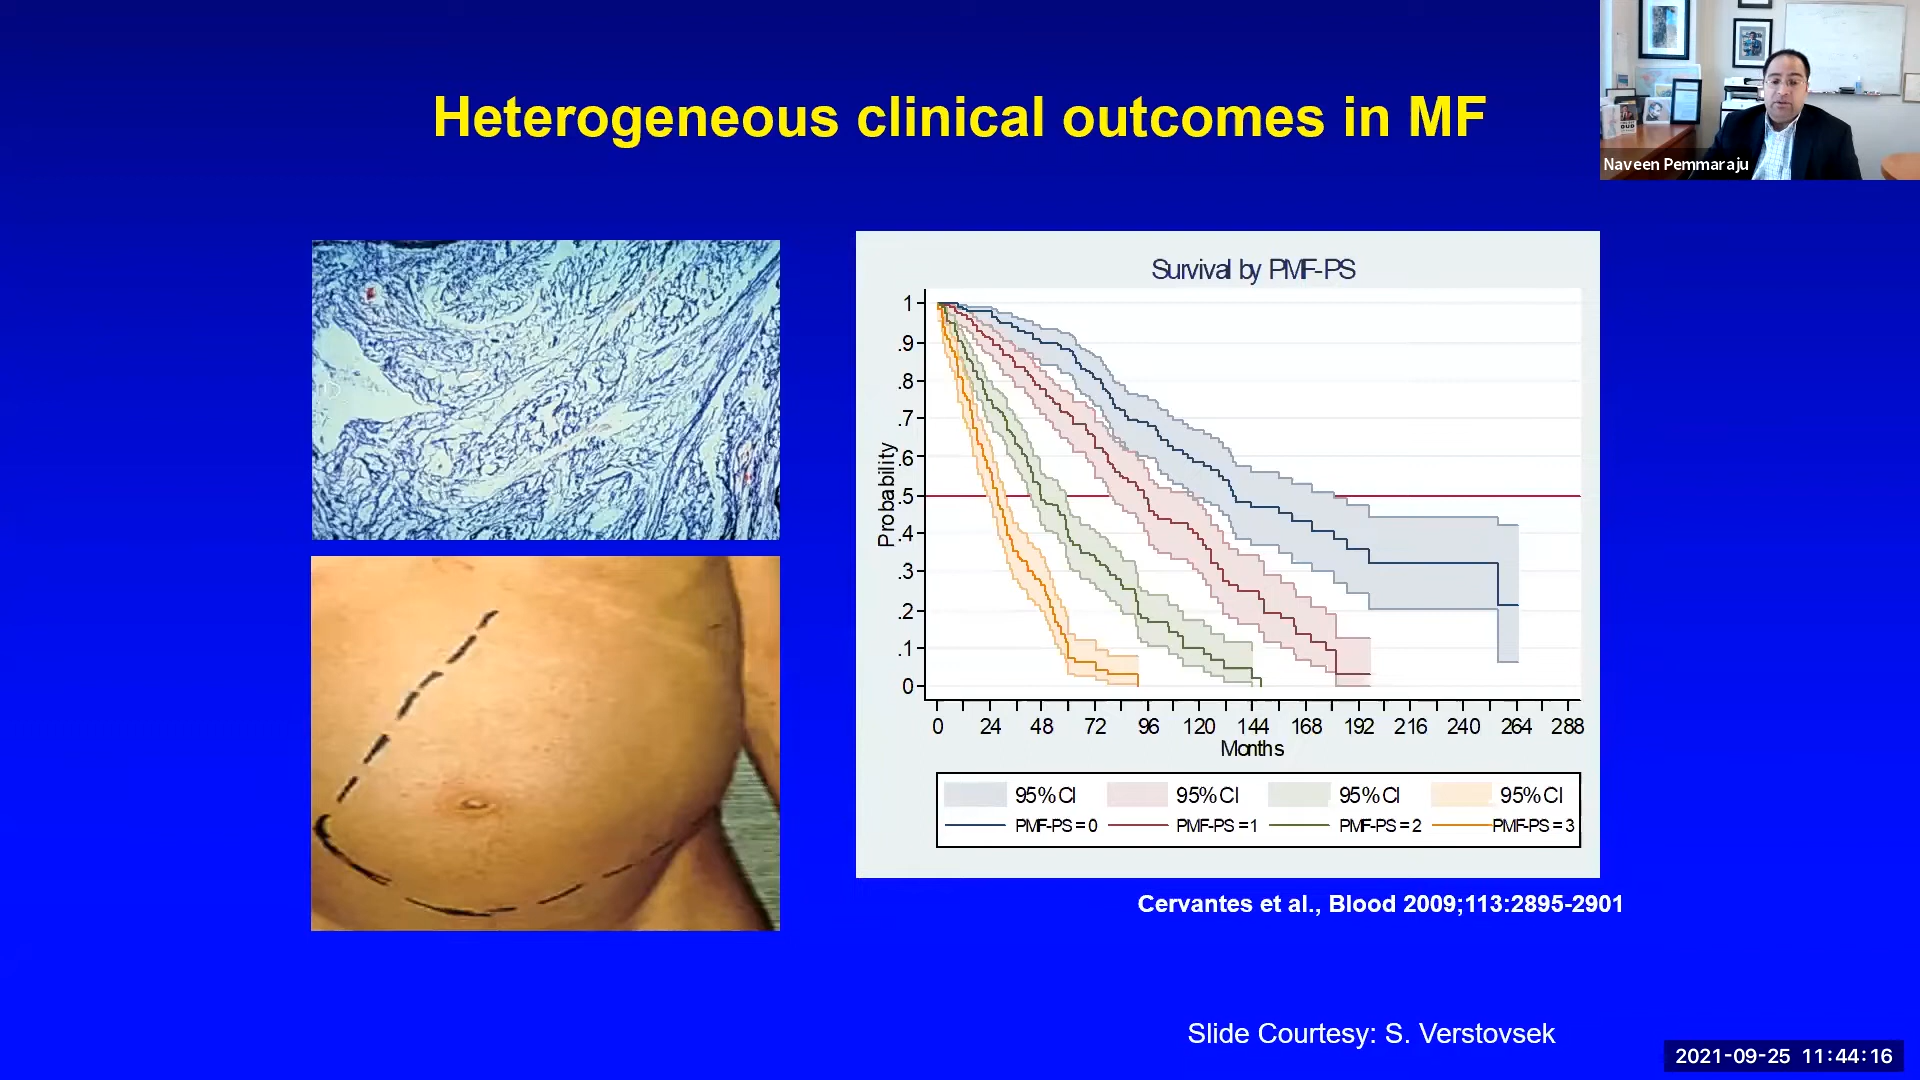 Heterogeneous clinical outcomes in MF
Naveen Pemmaraju
Survival by PMF-PS
1
.9
.8
.7
.6
.5
.4
.3
.2
.1
0
Probability
0 24 48 72 96 120 144 168 192 216 240 264 288
Months
95% CI 95% CI 95% CI 95% CI
PMF-PS = 0 PMF-PS = 1 PMF-PS = 2 PMF-PS = 3
Cervantes et al., Blood 2009;113:2895-2901
Slide Courtesy: S. Verstovsek
2021-09-25 11:44:16